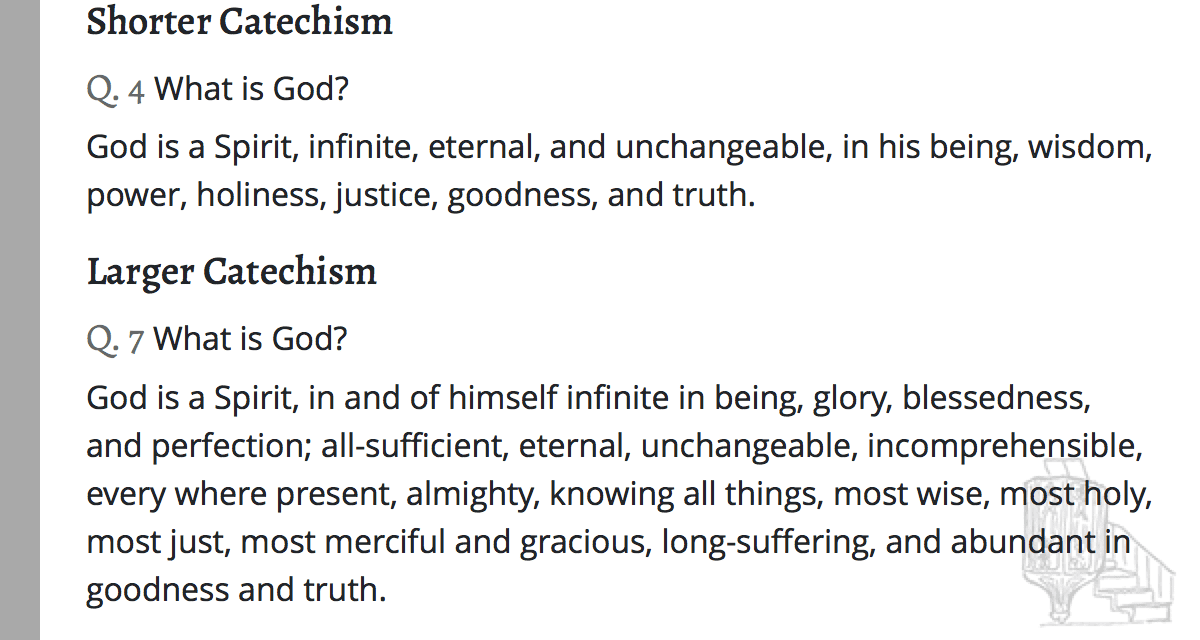 Shorter Catechism
Q. 4 What is God?
God is a Spirit, infinite, eternal, and unchangeable, in his being, wisdom,
power, holiness, justice, goodness, and truth.
Larger Catechism
Q. 7 What is God?
God is a Spirit, in and of himself infinite in being, glory, blessedness,
and perfection; all-sufficient, eternal, unchangeable, incomprehensible,
every where present, almighty, knowing all things, most wise, most holy,
most just, most merciful and gracious, long-suffering, and abundant in
goodness and truth.